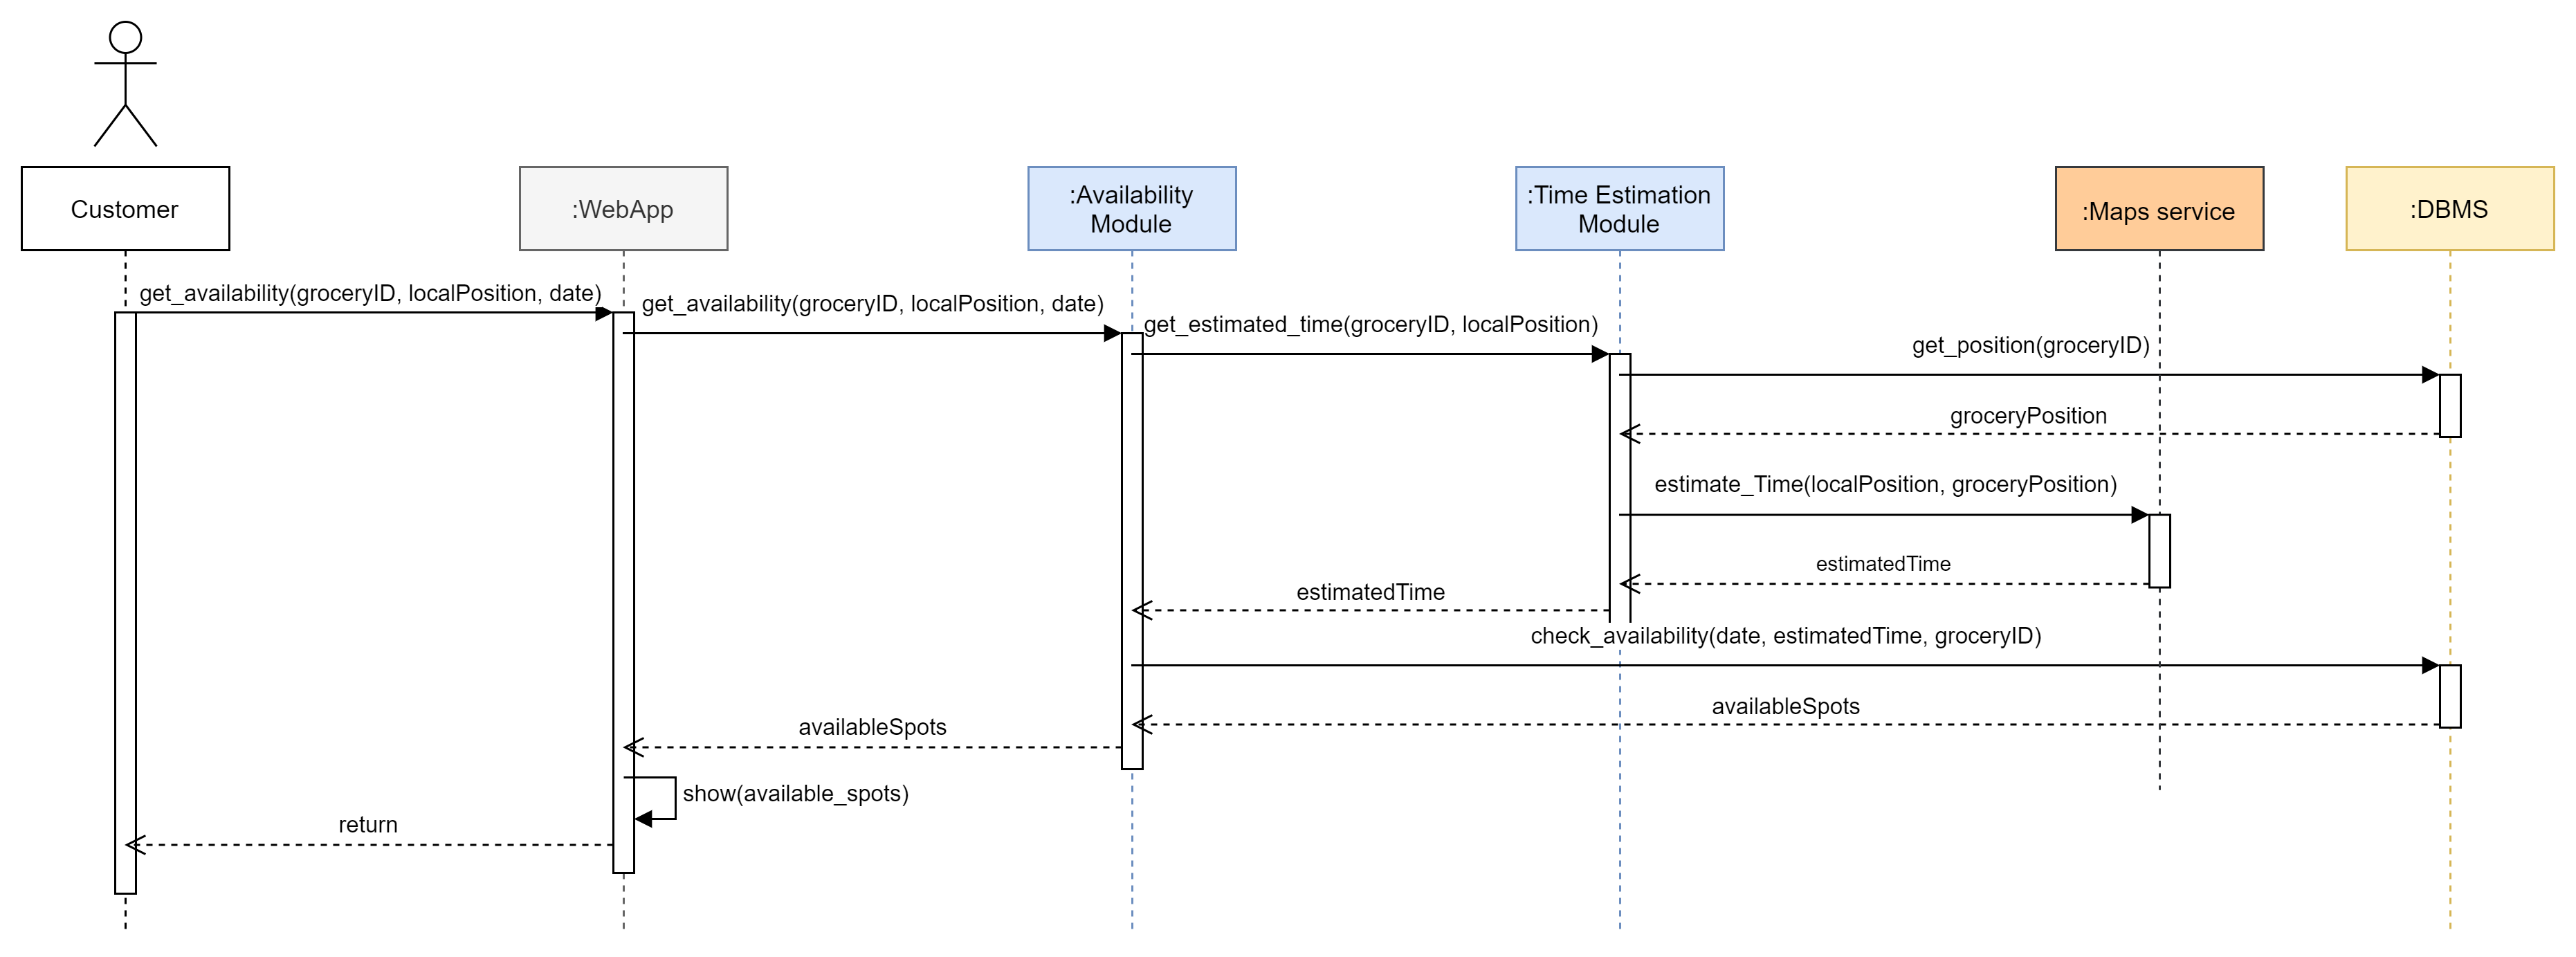 Customer
:WebApp
:Availability
Module
:Time Estimation
Module
:Maps service
:DBMS
get_availability(groceryID, localPosition, date)
get_availability(groceryID, localPosition, date)
get_estimated_time(groceryID, localPosition)
get_position(groceryID)
groceryPosition
estimate_Time(localPosition, groceryPosition)
estimatedTime
estimatedTime
check_availability(date, estimatedTime, groceryID)
availableSpots
availableSpots
show(available_spots)
return